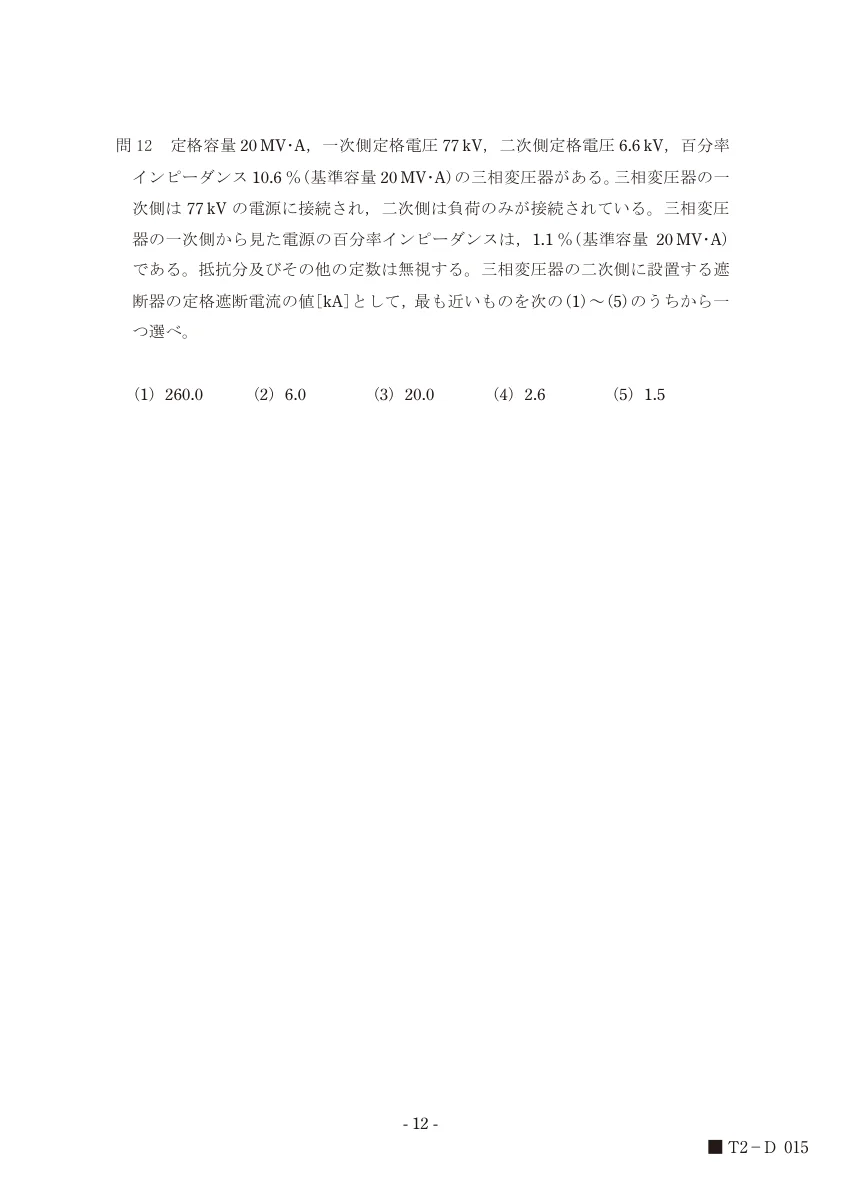 問 12　定格容量 20 MV･A，一次側定格電圧 77 kV，二次側定格電圧 6.6 kV，百分率
インピーダンス 10.6 %（基準容量 20 MV･A）の三相変圧器がある。三相変圧器の一
次側は 77 kV の電源に接続され，二次側は負荷のみが接続されている。三相変圧
器の一次側から見た電源の百分率インピーダンスは，1.1 %（基準容量 20 MV･A）
である。抵抗分及びその他の定数は無視する。三相変圧器の二次側に設置する遮
断器の定格遮断電流の値［kA］として，最も近いものを次の（1）～（5）のうちから一
つ選べ。
（1） 260.0　（2） 6.0　（3） 20.0　（4） 2.6　（5） 1.5
- 12 -
■ T2－D 015